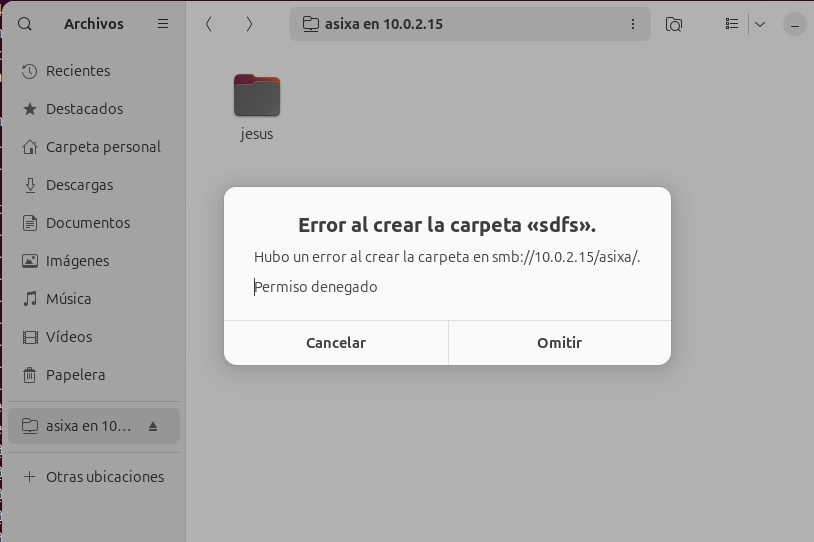 Archivos
asixa en 10.0.2.15
Recientes
Destacados
Carpeta personal
Descargas
Documentos
Imágenes
Música
Vídeos
Papelera
asixa en 10...
Otras ubicaciones
jesus
Error al crear la carpeta «sdfs».
Hubo un error al crear la carpeta en smb://10.0.2.15/asixa/.
Permiso denegado
Cancelar
Omitir